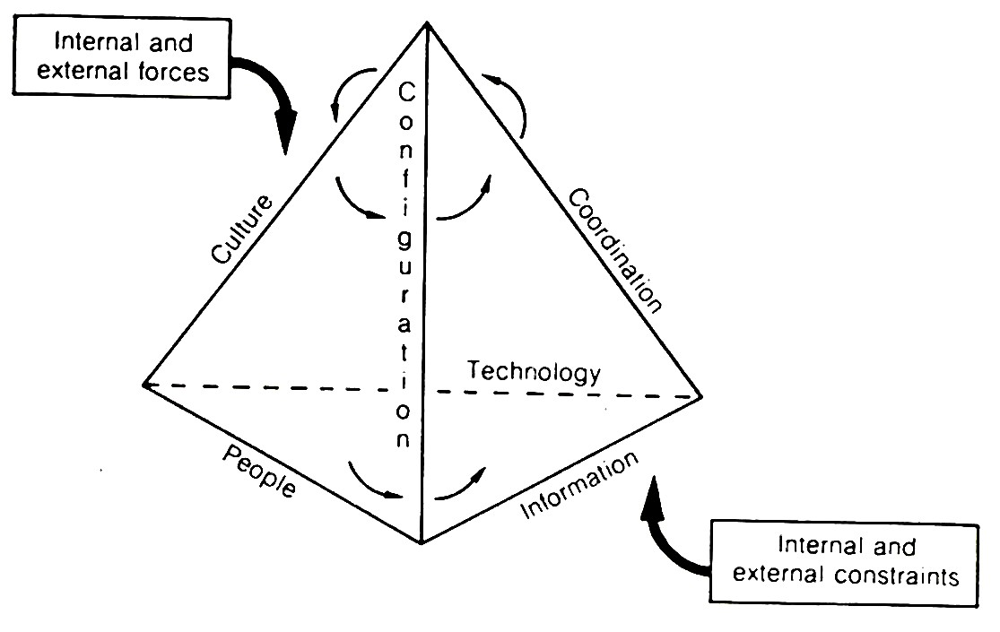 Internal and
external forces
Configuration
Culture
Coordination
Technology
People
Information
Internal and
external constraints